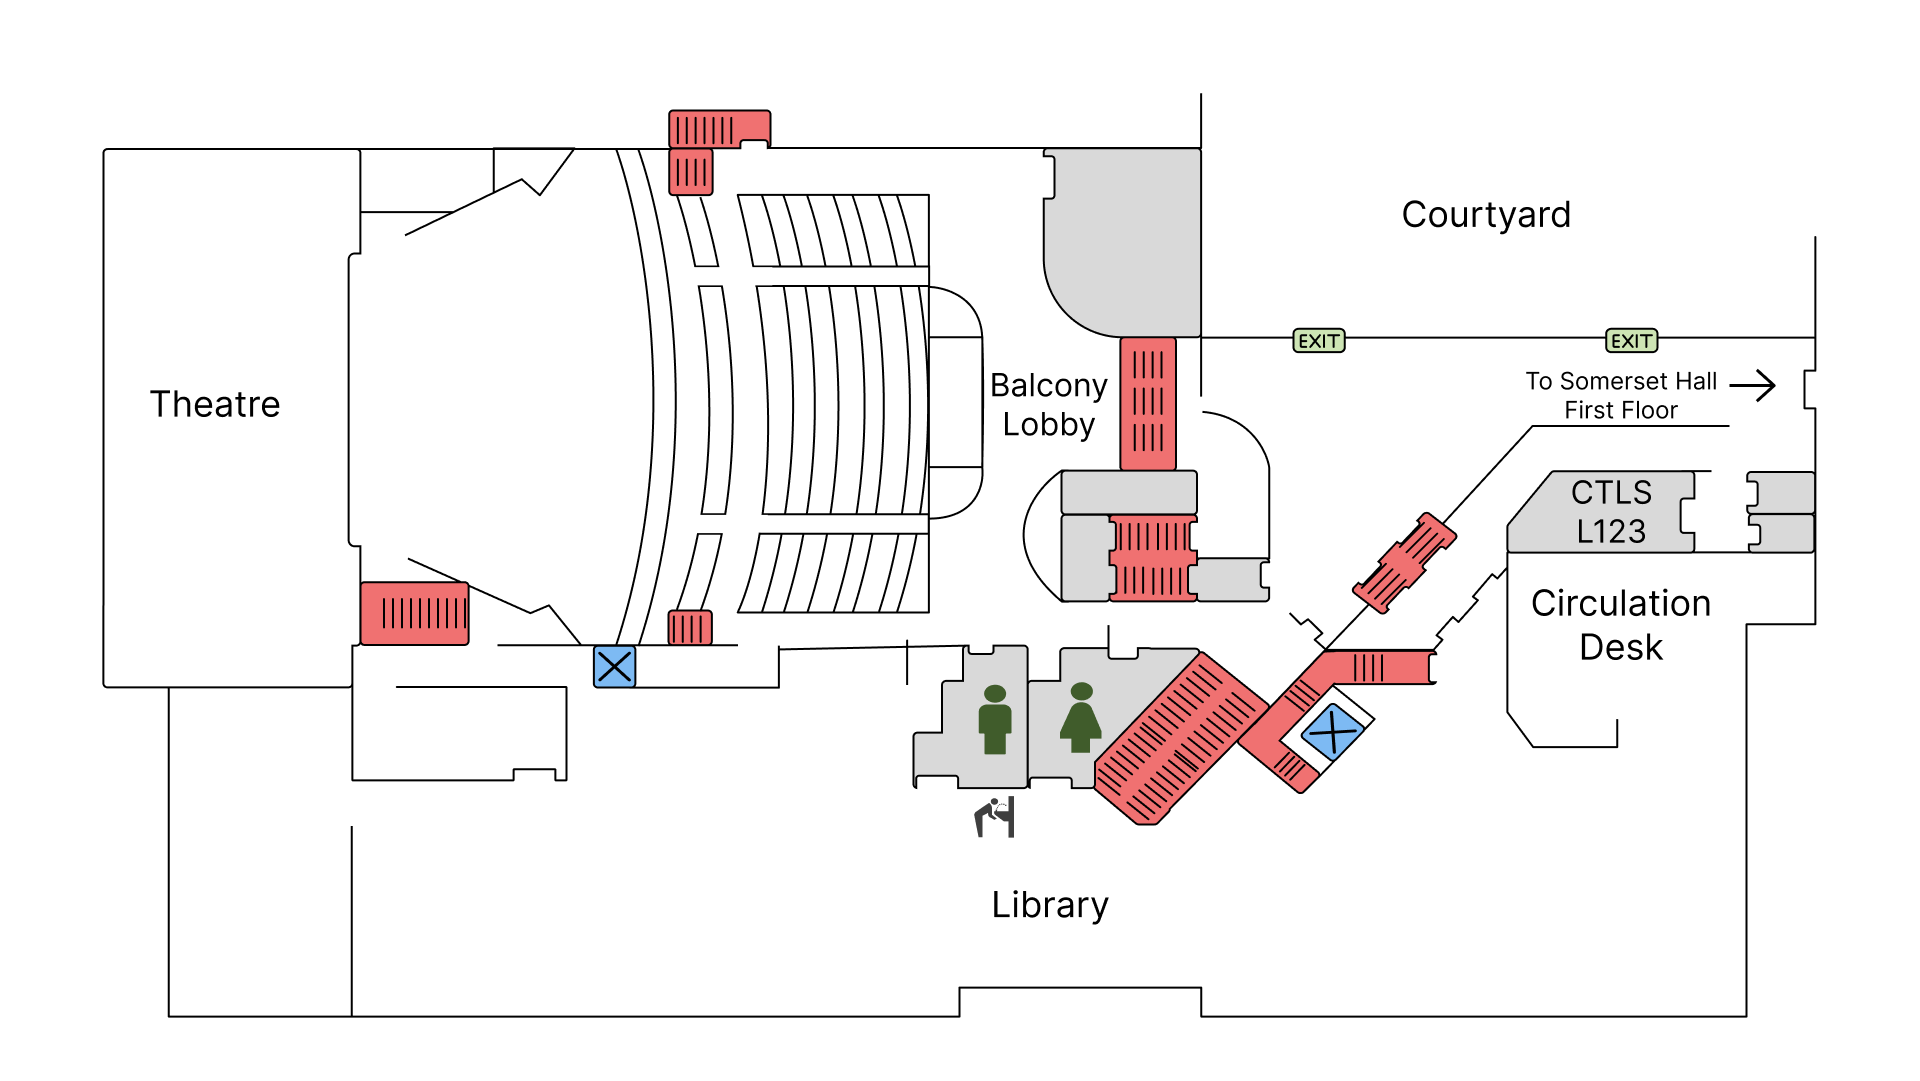 Courtyard
EXIT
EXIT
To Somerset Hall
First Floor
Theatre
Balcony
Lobby
CTLS
L123
Circulation
Desk
Library